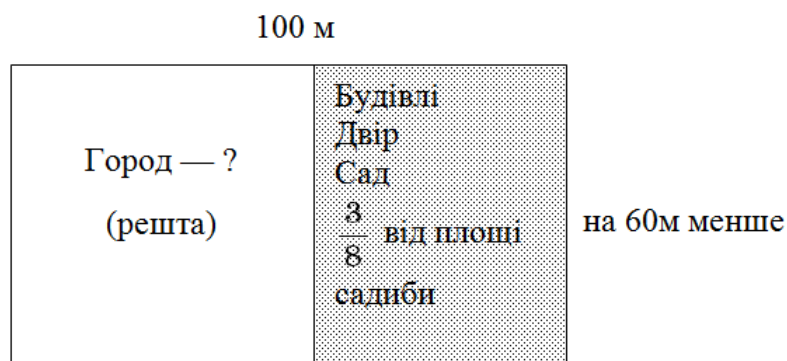 100 м
Город — ?
(решта)
Будівлі
Двір
Сад
3/8 від площі
садиби
на 60м менше